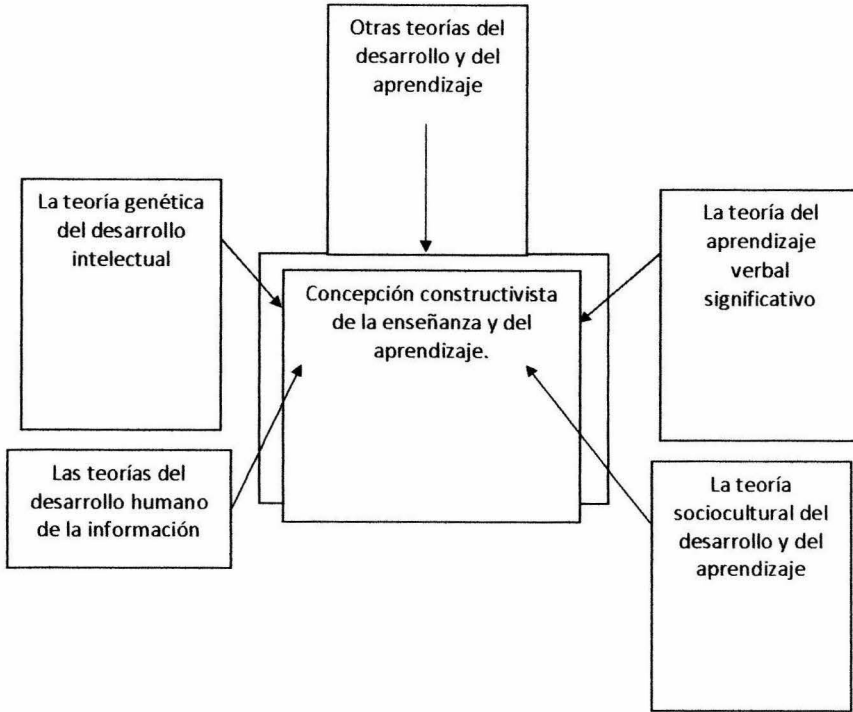 Otras teorías del
desarrollo y del
aprendizaje
La teoría genética
del desarrollo
intelectual
La teoría del
aprendizaje
verbal
significativo
Concepción constructivista
de la enseñanza y del
aprendizaje.
Las teorías del
desarrollo humano
de la información
La teoría
sociocultural del
desarrollo y del
aprendizaje